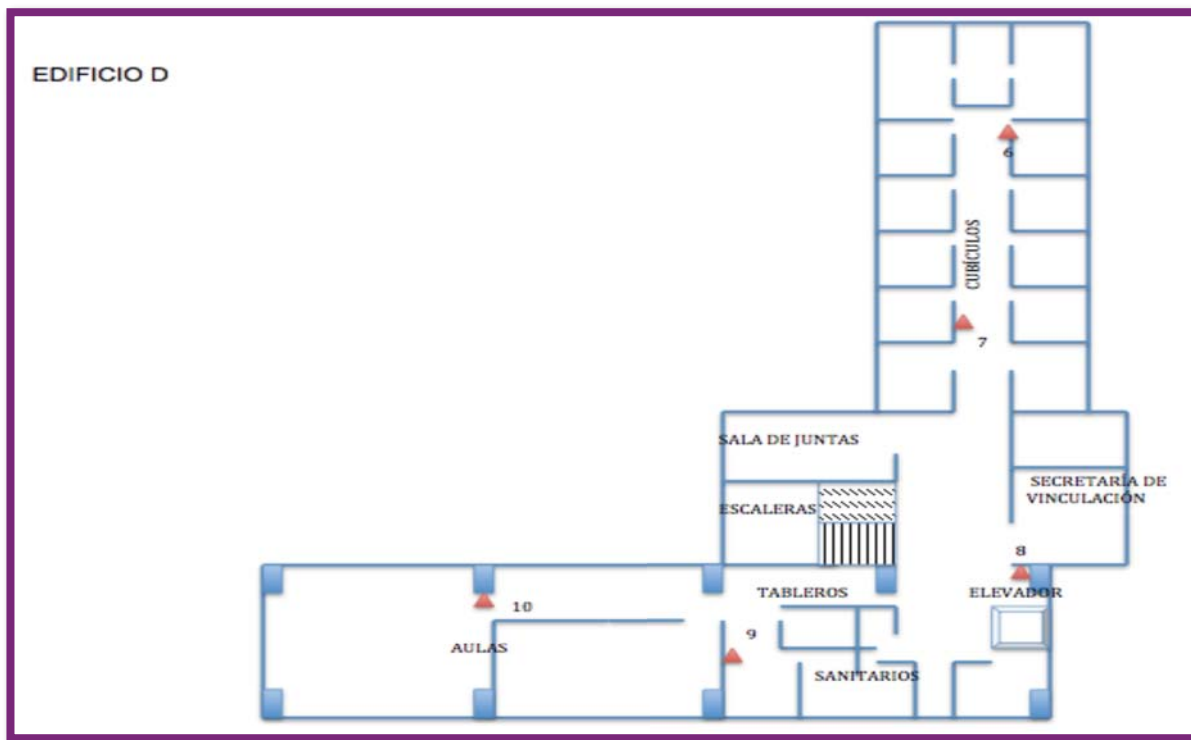 EDIFICIO D
6
CUBÍCULOS
7
SALA DE JUNTAS
SECRETARÍA DE
VINCULACIÓN
ESCALERAS
8
TABLEROS
ELEVADOR
10
9
AULAS
SANITARIOS